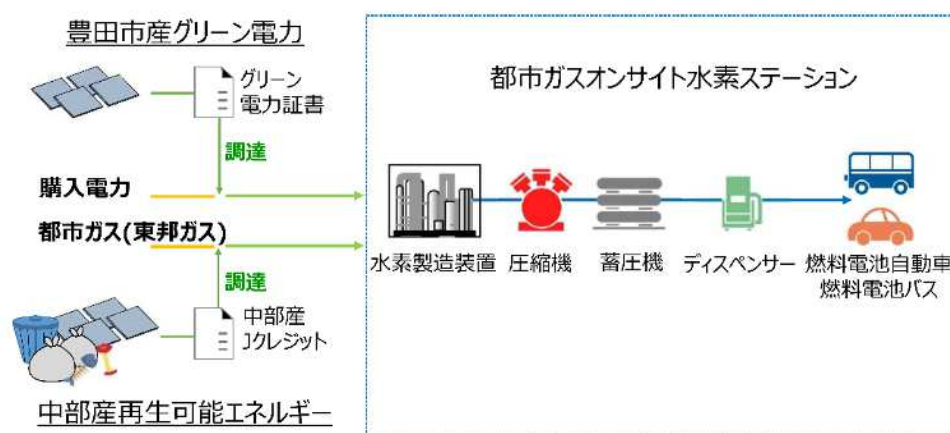 豊田市産グリーン電力
グリーン
電力証書
調達
購入電力
都市ガス(東邦ガス)
調達
中部産
Jクレジット
中部産再生可能エネルギー
都市ガスオンサイト水素ステーション
水素製造装置
圧縮機
蓄圧機
ディスペンサー
燃料電池自動車
燃料電池バス